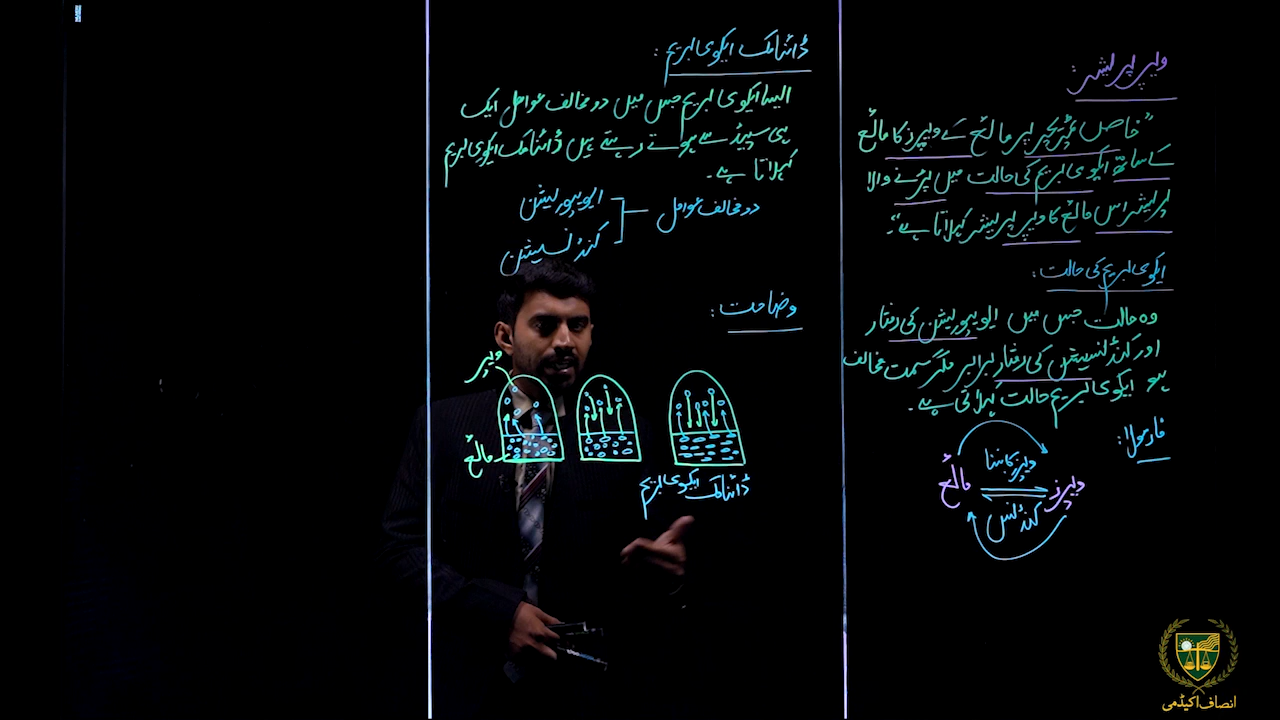 ویپر پریشر:
"خاص ٹمپریچر پر مائع کے ویپرز کا مائع
کے ساتھ ایکوی لبریم کی حالت میں پڑنے والا
پریشر اس مائع کا ویپر پریشر کہلاتا ہے"۔
ایکوی لبریم کی حالت:
وہ حالت جس میں ایویپوریشن کی رفتار
اور کنڈنسیشن کی رفتار برابر مگر سمت مخالف
ہو ایکوی لبریم حالت کہلاتی ہے۔
فارمولا:
ویپرز کا بننا
مائع
ویپرز
کنڈنس
ڈائنامک ایکوی لبریم:
ایسا ایکوی لبریم جس میں دو مخالف عوامل ایک
ہی سپیڈ سے ہوتے رہتے ہیں ڈائنامک ایکوی لبریم
کہلاتا ہے۔
دو مخالف عوامل
ایویپوریشن
کنڈنسیشن
وضاحت:
ویپر
مائع
ڈائنامک ایکوی لبریم
انصاف اکیڈمی